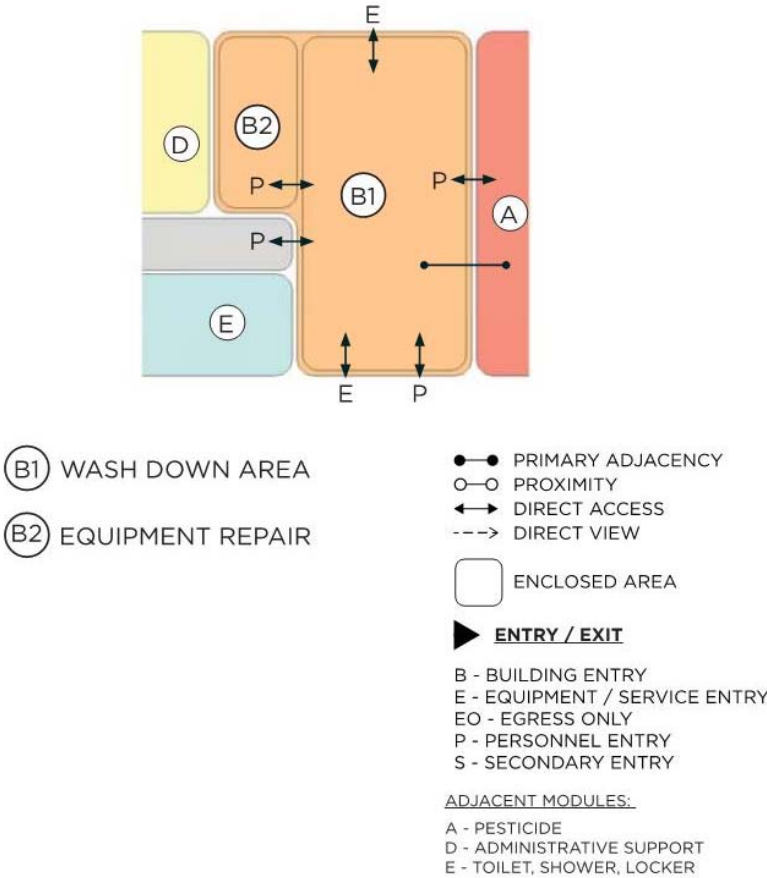 E
B2
D
P
P
B1
A
P
E
E
P
B1 WASH DOWN AREA
B2 EQUIPMENT REPAIR
PRIMARY ADJACENCY
PROXIMITY
DIRECT ACCESS
DIRECT VIEW
ENCLOSED AREA
ENTRY / EXIT
B - BUILDING ENTRY
E - EQUIPMENT / SERVICE ENTRY
EO - EGRESS ONLY
P - PERSONNEL ENTRY
S - SECONDARY ENTRY
ADJACENT MODULES:
A - PESTICIDE
D - ADMINISTRATIVE SUPPORT
E - TOILET, SHOWER, LOCKER